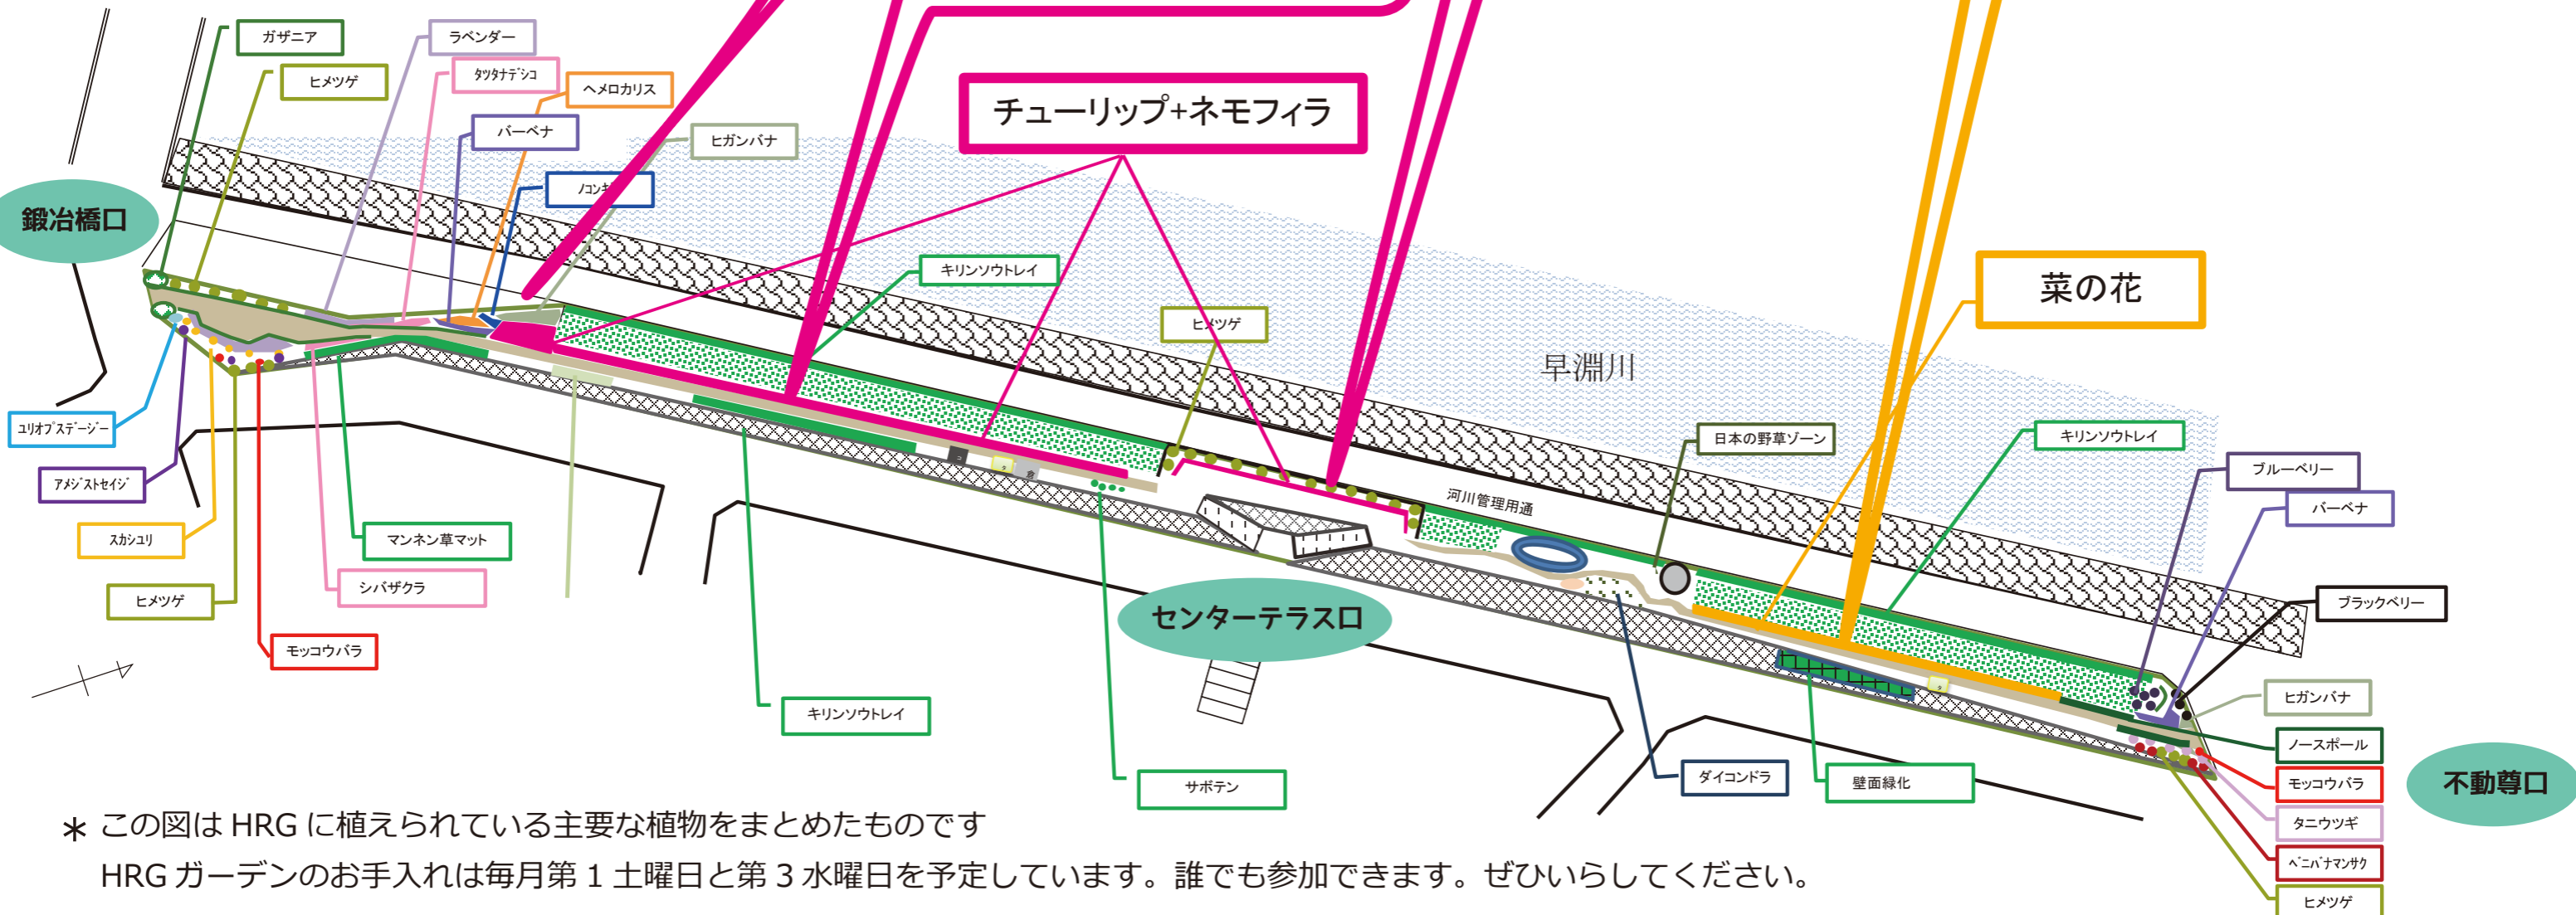 ガザニア
ラベンダー
ヒメツゲ
タツタナデシコ
ヘメロカリス
バーベナ
ヒガンバナ
チューリップ+ネモフィラ
鍛冶橋口
キリンソウトレイ
菜の花
ヒメツゲ
早淵川
ユリオプスデージー
日本の野草ゾーン
キリンソウトレイ
ブルーベリー
アメジストセイジ
河川管理用通
バーベナ
スカシユリ
マンネン草マット
ヒメツゲ
シバザクラ
センターテラス口
ブラックベリー
モッコウバラ
ヒガンバナ
キリンソウトレイ
ノースポール
サボテン
ダイコンドラ
壁面緑化
モッコウバラ
不動尊口
タニウツギ
ベニバナマンサク
ヒメツゲ
＊ この図は HRG に植えられている主要な植物をまとめたものです
HRG ガーデンのお手入れは毎月第 1 土曜日と第 3 水曜日を予定しています。誰でも参加できます。ぜひいらしてください。